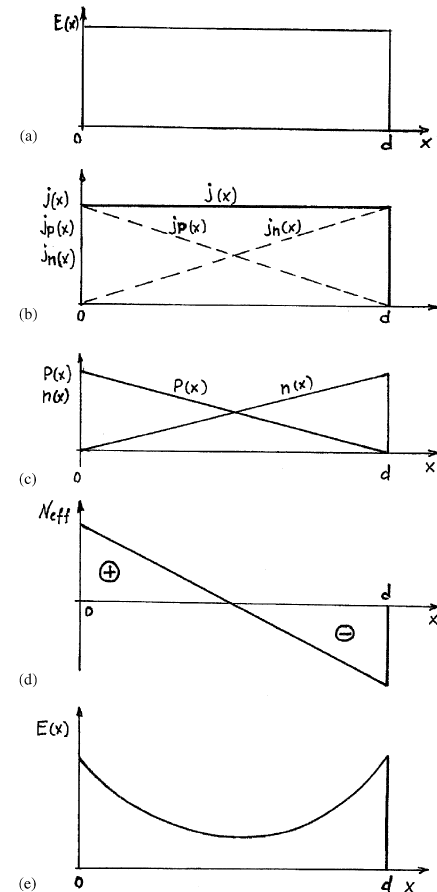 E(x)
(a)
0
d
x
j(x)
jp(x)
jn(x)
j(x)
jp(x)
jn(x)
(b)
0
d
P(x)
n(x)
P(x)
n(x)
(c)
0
d
x
Neff
+
0
d
x
−
(d)
E(x)
(e)
0
d
x